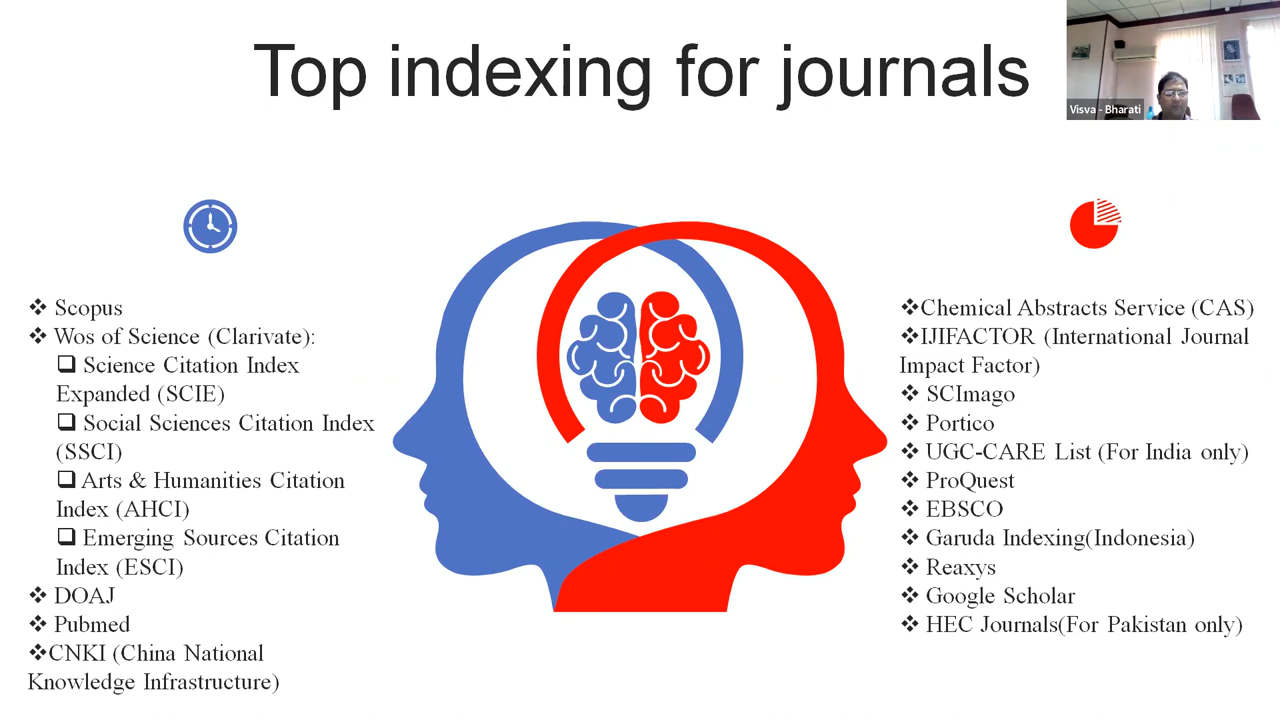 Top indexing for journals
Visva - Bharati
❖ Scopus
❖ Wos of Science (Clarivate):
❑ Science Citation Index
Expanded (SCIE)
❑ Social Sciences Citation Index
(SSCI)
❑ Arts & Humanities Citation
Index (AHCI)
❑ Emerging Sources Citation
Index (ESCI)
❖ DOAJ
❖ Pubmed
❖CNKI (China National
Knowledge Infrastructure)
❖Chemical Abstracts Service (CAS)
❖IJIFACTOR (International Journal
Impact Factor)
❖ SCImago
❖ Portico
❖ UGC-CARE List (For India only)
❖ ProQuest
❖ EBSCO
❖ Garuda Indexing(Indonesia)
❖ Reaxys
❖ Google Scholar
❖ HEC Journals(For Pakistan only)